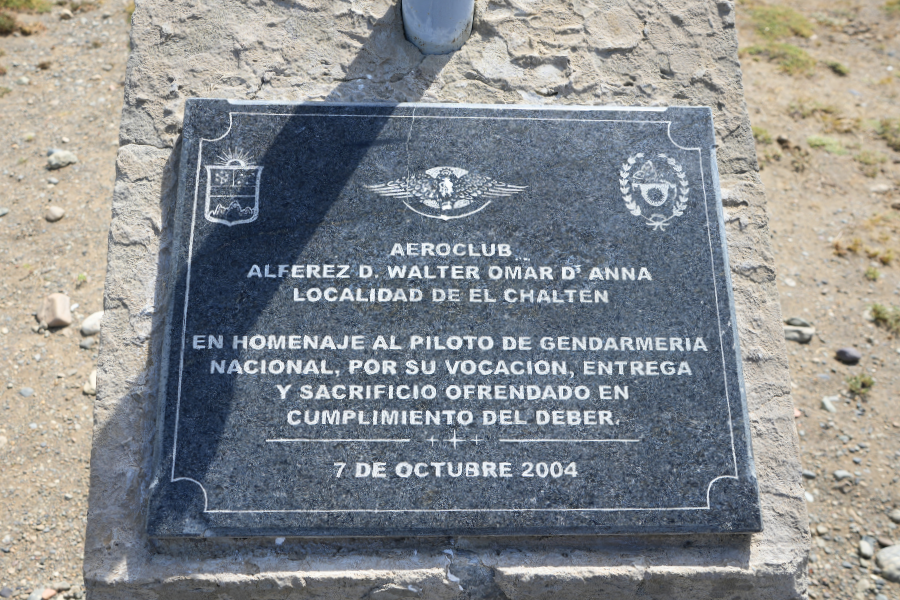 AEROCLUB
ALFEREZ D. WALTER OMAR D' ANNA
LOCALIDAD DE EL CHALTEN
EN HOMENAJE AL PILOTO DE GENDARMERIA
NACIONAL, POR SU VOCACION, ENTREGA
Y SACRIFICIO OFRENDADO EN
CUMPLIMIENTO DEL DEBER.
7 DE OCTUBRE 2004